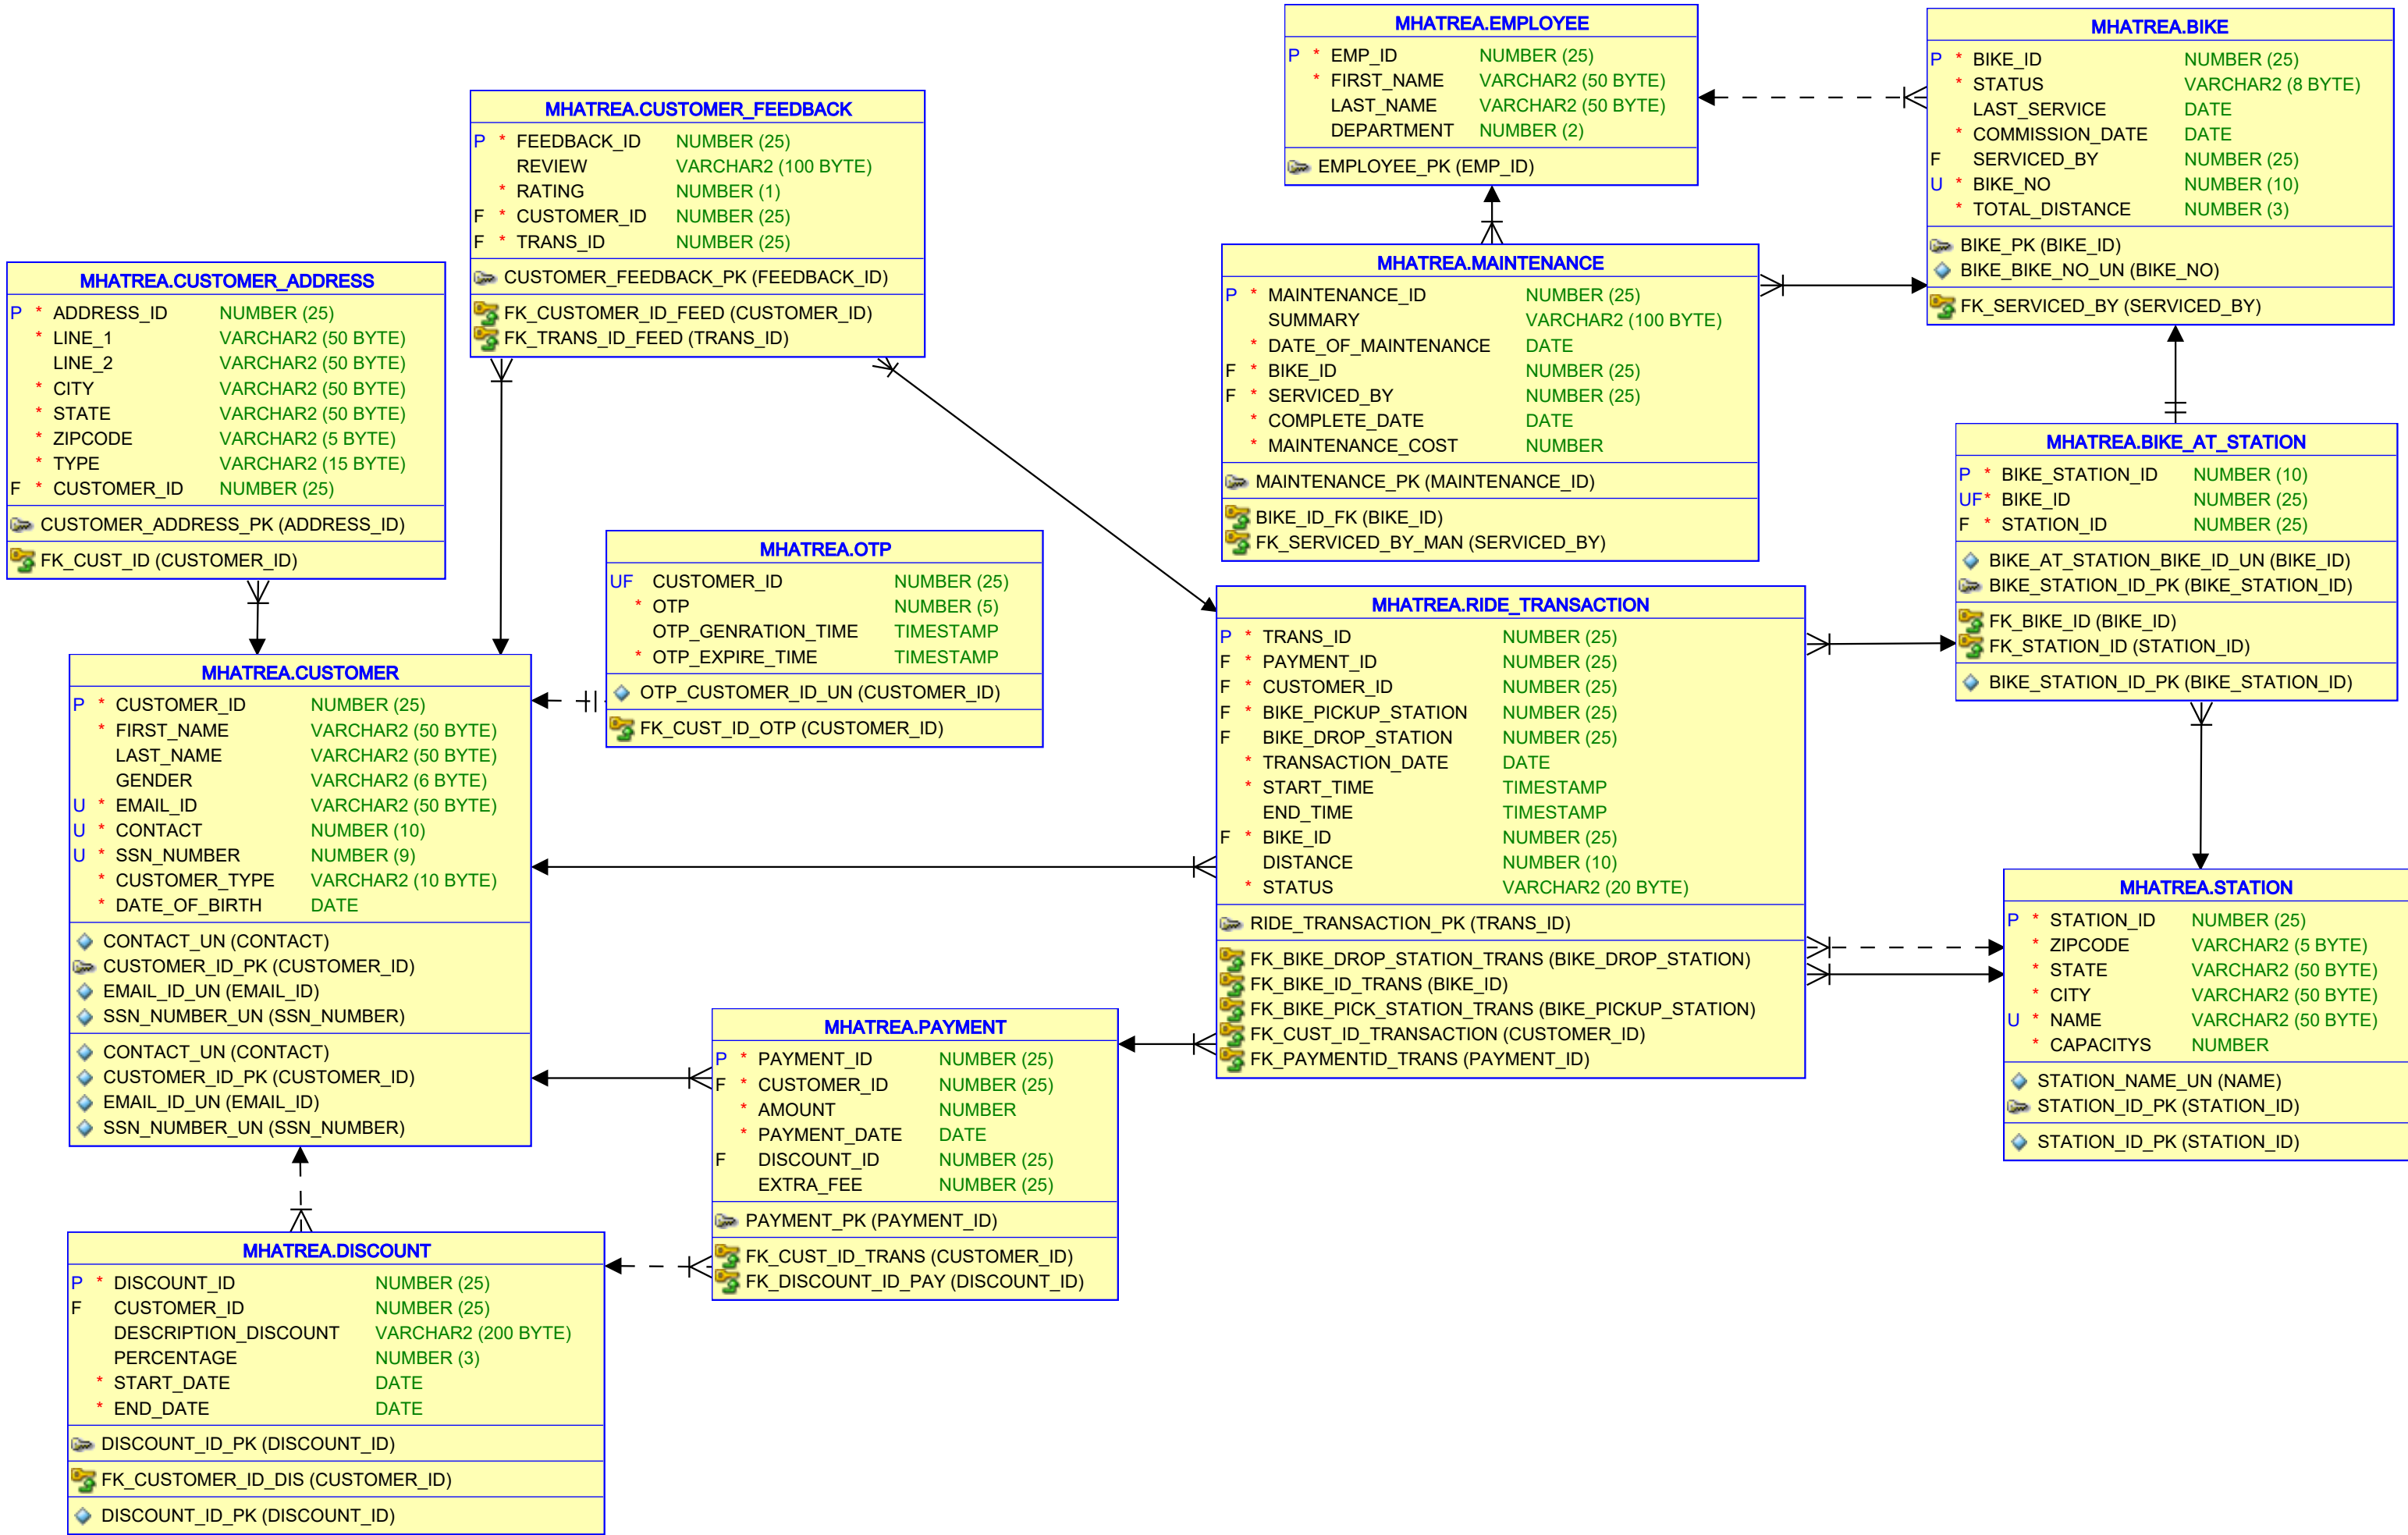 MHATREA.EMPLOYEE
P * EMP_ID NUMBER (25)
* FIRST_NAME VARCHAR2 (50 BYTE)
LAST_NAME VARCHAR2 (50 BYTE)
DEPARTMENT NUMBER (2)
EMPLOYEE_PK (EMP_ID)
MHATREA.BIKE
P * BIKE_ID NUMBER (25)
* STATUS VARCHAR2 (8 BYTE)
LAST_SERVICE DATE
* COMMISSION_DATE DATE
F SERVICED_BY NUMBER (25)
U * BIKE_NO NUMBER (10)
* TOTAL_DISTANCE NUMBER (3)
BIKE_PK (BIKE_ID)
BIKE_BIKE_NO_UN (BIKE_NO)
FK_SERVICED_BY (SERVICED_BY)
MHATREA.CUSTOMER_FEEDBACK
P * FEEDBACK_ID NUMBER (25)
REVIEW VARCHAR2 (100 BYTE)
* RATING NUMBER (1)
F * CUSTOMER_ID NUMBER (25)
F * TRANS_ID NUMBER (25)
CUSTOMER_FEEDBACK_PK (FEEDBACK_ID)
FK_CUSTOMER_ID_FEED (CUSTOMER_ID)
FK_TRANS_ID_FEED (TRANS_ID)
MHATREA.MAINTENANCE
P * MAINTENANCE_ID NUMBER (25)
SUMMARY VARCHAR2 (100 BYTE)
* DATE_OF_MAINTENANCE DATE
F * BIKE_ID NUMBER (25)
F * SERVICED_BY NUMBER (25)
* COMPLETE_DATE DATE
* MAINTENANCE_COST NUMBER
MAINTENANCE_PK (MAINTENANCE_ID)
BIKE_ID_FK (BIKE_ID)
FK_SERVICED_BY_MAN (SERVICED_BY)
MHATREA.CUSTOMER_ADDRESS
P * ADDRESS_ID NUMBER (25)
* LINE_1 VARCHAR2 (50 BYTE)
LINE_2 VARCHAR2 (50 BYTE)
* CITY VARCHAR2 (50 BYTE)
* STATE VARCHAR2 (50 BYTE)
* ZIPCODE VARCHAR2 (5 BYTE)
* TYPE VARCHAR2 (15 BYTE)
F * CUSTOMER_ID NUMBER (25)
CUSTOMER_ADDRESS_PK (ADDRESS_ID)
FK_CUST_ID (CUSTOMER_ID)
MHATREA.BIKE_AT_STATION
P * BIKE_STATION_ID NUMBER (10)
UF* BIKE_ID NUMBER (25)
F * STATION_ID NUMBER (25)
BIKE_AT_STATION_BIKE_ID_UN (BIKE_ID)
BIKE_STATION_ID_PK (BIKE_STATION_ID)
FK_BIKE_ID (BIKE_ID)
FK_STATION_ID (STATION_ID)
BIKE_STATION_ID_PK (BIKE_STATION_ID)
MHATREA.OTP
UF CUSTOMER_ID NUMBER (25)
* OTP NUMBER (5)
OTP_GENRATION_TIME TIMESTAMP
* OTP_EXPIRE_TIME TIMESTAMP
OTP_CUSTOMER_ID_UN (CUSTOMER_ID)
FK_CUST_ID_OTP (CUSTOMER_ID)
MHATREA.RIDE_TRANSACTION
P * TRANS_ID NUMBER (25)
F * PAYMENT_ID NUMBER (25)
F * CUSTOMER_ID NUMBER (25)
F * BIKE_PICKUP_STATION NUMBER (25)
F BIKE_DROP_STATION NUMBER (25)
* TRANSACTION_DATE DATE
* START_TIME TIMESTAMP
END_TIME TIMESTAMP
F * BIKE_ID NUMBER (25)
DISTANCE NUMBER (10)
* STATUS VARCHAR2 (20 BYTE)
RIDE_TRANSACTION_PK (TRANS_ID)
FK_BIKE_DROP_STATION_TRANS (BIKE_DROP_STATION)
FK_BIKE_ID_TRANS (BIKE_ID)
FK_BIKE_PICK_STATION_TRANS (BIKE_PICKUP_STATION)
FK_CUST_ID_TRANSACTION (CUSTOMER_ID)
FK_PAYMENTID_TRANS (PAYMENT_ID)
MHATREA.CUSTOMER
P * CUSTOMER_ID NUMBER (25)
* FIRST_NAME VARCHAR2 (50 BYTE)
LAST_NAME VARCHAR2 (50 BYTE)
GENDER VARCHAR2 (6 BYTE)
U * EMAIL_ID VARCHAR2 (50 BYTE)
U * CONTACT NUMBER (10)
U * SSN_NUMBER NUMBER (9)
* CUSTOMER_TYPE VARCHAR2 (10 BYTE)
* DATE_OF_BIRTH DATE
CONTACT_UN (CONTACT)
CUSTOMER_ID_PK (CUSTOMER_ID)
EMAIL_ID_UN (EMAIL_ID)
SSN_NUMBER_UN (SSN_NUMBER)
CONTACT_UN (CONTACT)
CUSTOMER_ID_PK (CUSTOMER_ID)
EMAIL_ID_UN (EMAIL_ID)
SSN_NUMBER_UN (SSN_NUMBER)
MHATREA.STATION
P * STATION_ID NUMBER (25)
* ZIPCODE VARCHAR2 (5 BYTE)
* STATE VARCHAR2 (50 BYTE)
* CITY VARCHAR2 (50 BYTE)
U * NAME VARCHAR2 (50 BYTE)
* CAPACITYS NUMBER
STATION_NAME_UN (NAME)
STATION_ID_PK (STATION_ID)
STATION_ID_PK (STATION_ID)
MHATREA.PAYMENT
P * PAYMENT_ID NUMBER (25)
F * CUSTOMER_ID NUMBER (25)
* AMOUNT NUMBER
* PAYMENT_DATE DATE
F DISCOUNT_ID NUMBER (25)
EXTRA_FEE NUMBER (25)
PAYMENT_PK (PAYMENT_ID)
FK_CUST_ID_TRANS (CUSTOMER_ID)
FK_DISCOUNT_ID_PAY (DISCOUNT_ID)
MHATREA.DISCOUNT
P * DISCOUNT_ID NUMBER (25)
F CUSTOMER_ID NUMBER (25)
DESCRIPTION_DISCOUNT VARCHAR2 (200 BYTE)
PERCENTAGE NUMBER (3)
* START_DATE DATE
* END_DATE DATE
DISCOUNT_ID_PK (DISCOUNT_ID)
FK_CUSTOMER_ID_DIS (CUSTOMER_ID)
DISCOUNT_ID_PK (DISCOUNT_ID)